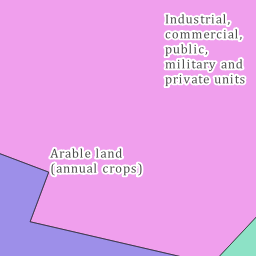 Industrial,
commercial,
public,
military and
private units
Arable land
(annual crops)